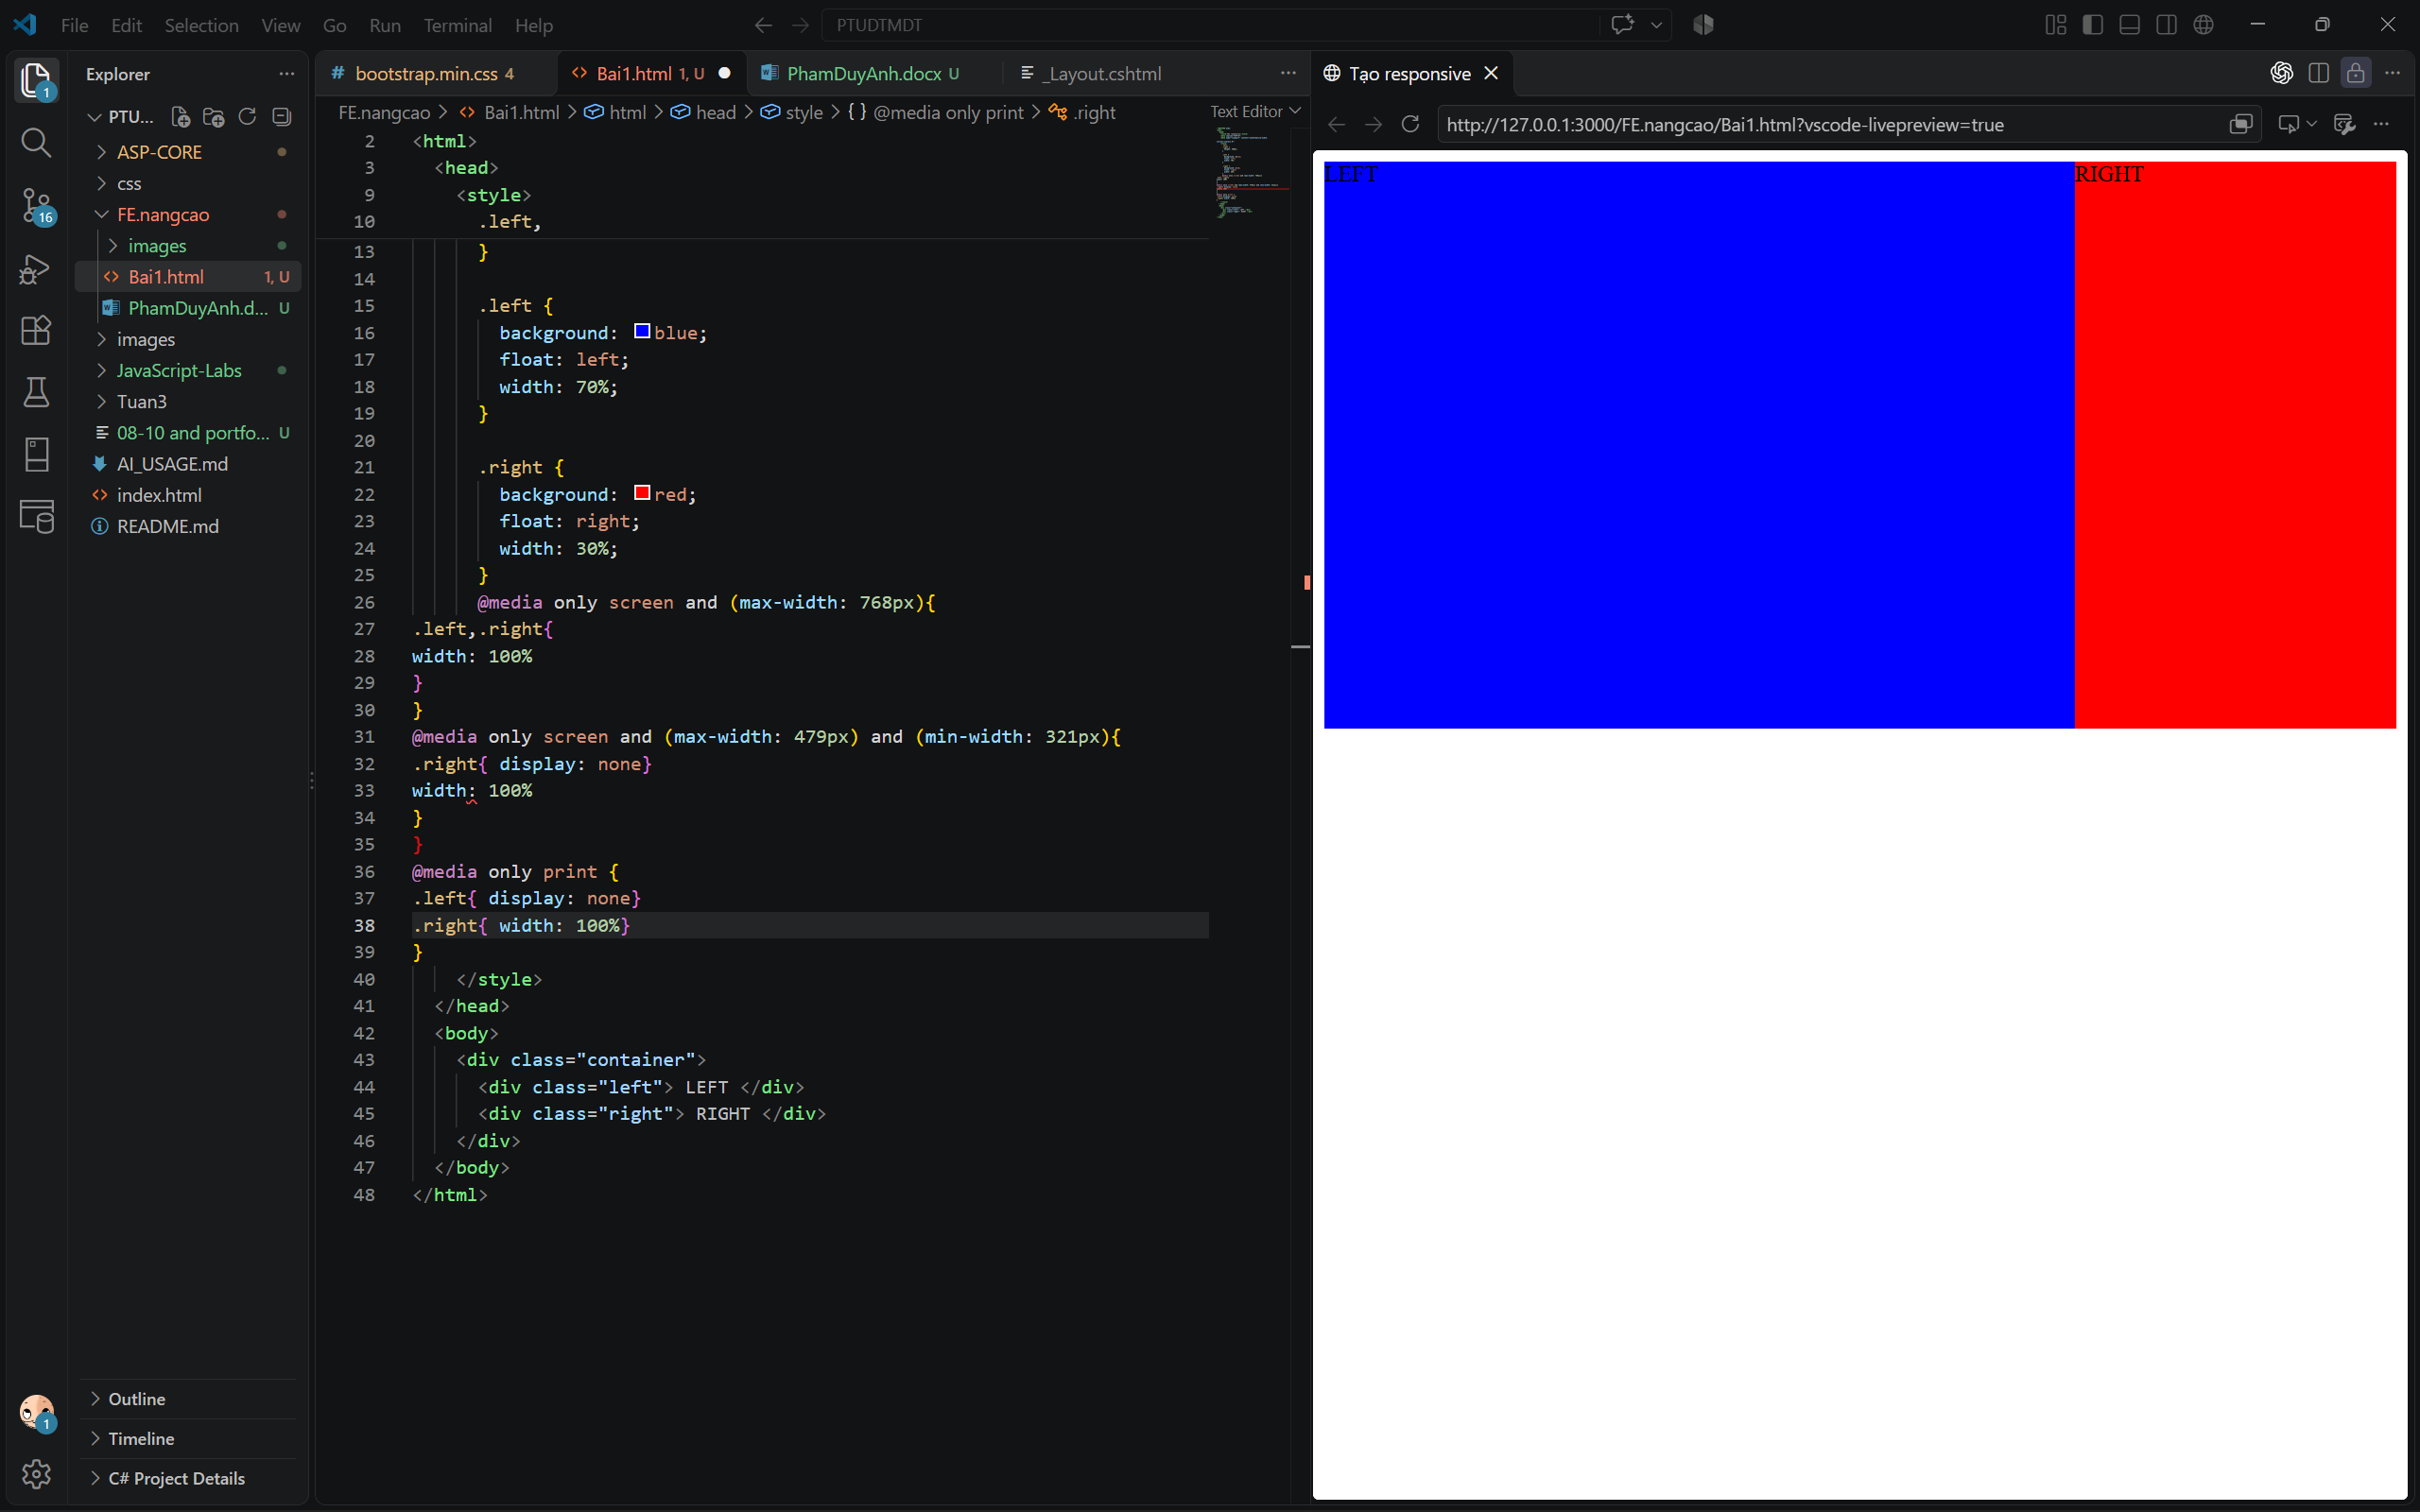 File Edit Selection View Go Run Terminal Help
PTUDTMDT
Explorer
PTU...
ASP-CORE
css
FE.nangcao
images
Bai1.html 1, U
PhamDuyAnh.d... U
images
JavaScript-Labs
Tuan3
08-10 and portfo... U
AI_USAGE.md
index.html
README.md
Outline
Timeline
C# Project Details
1
16
1
# bootstrap.min.css 4
Bai1.html 1, U
PhamDuyAnh.docx U
_Layout.cshtml
FE.nangcao > Bai1.html > html > head > style > {} @media only print > .right
Text Editor
2 <html>
3 <head>
9 <style>
10 .left,
13 }
14
15 .left {
16 background: blue;
17 float: left;
18 width: 70%;
19 }
20
21 .right {
22 background: red;
23 float: right;
24 width: 30%;
25 }
26 @media only screen and (max-width: 768px){
27 .left,.right{
28 width: 100%
29 }
30 }
31 @media only screen and (max-width: 479px) and (min-width: 321px){
32 .right{ display: none}
33 width: 100%
34 }
35 }
36 @media only print {
37 .left{ display: none}
38 .right{ width: 100%}
39 }
40 </style>
41 </head>
42 <body>
43 <div class="container">
44 <div class="left"> LEFT </div>
45 <div class="right"> RIGHT </div>
46 </div>
47 </body>
48 </html>
Tạo responsive
http://127.0.0.1:3000/FE.nangcao/Bai1.html?vscode-livepreview=true
LEFT
RIGHT